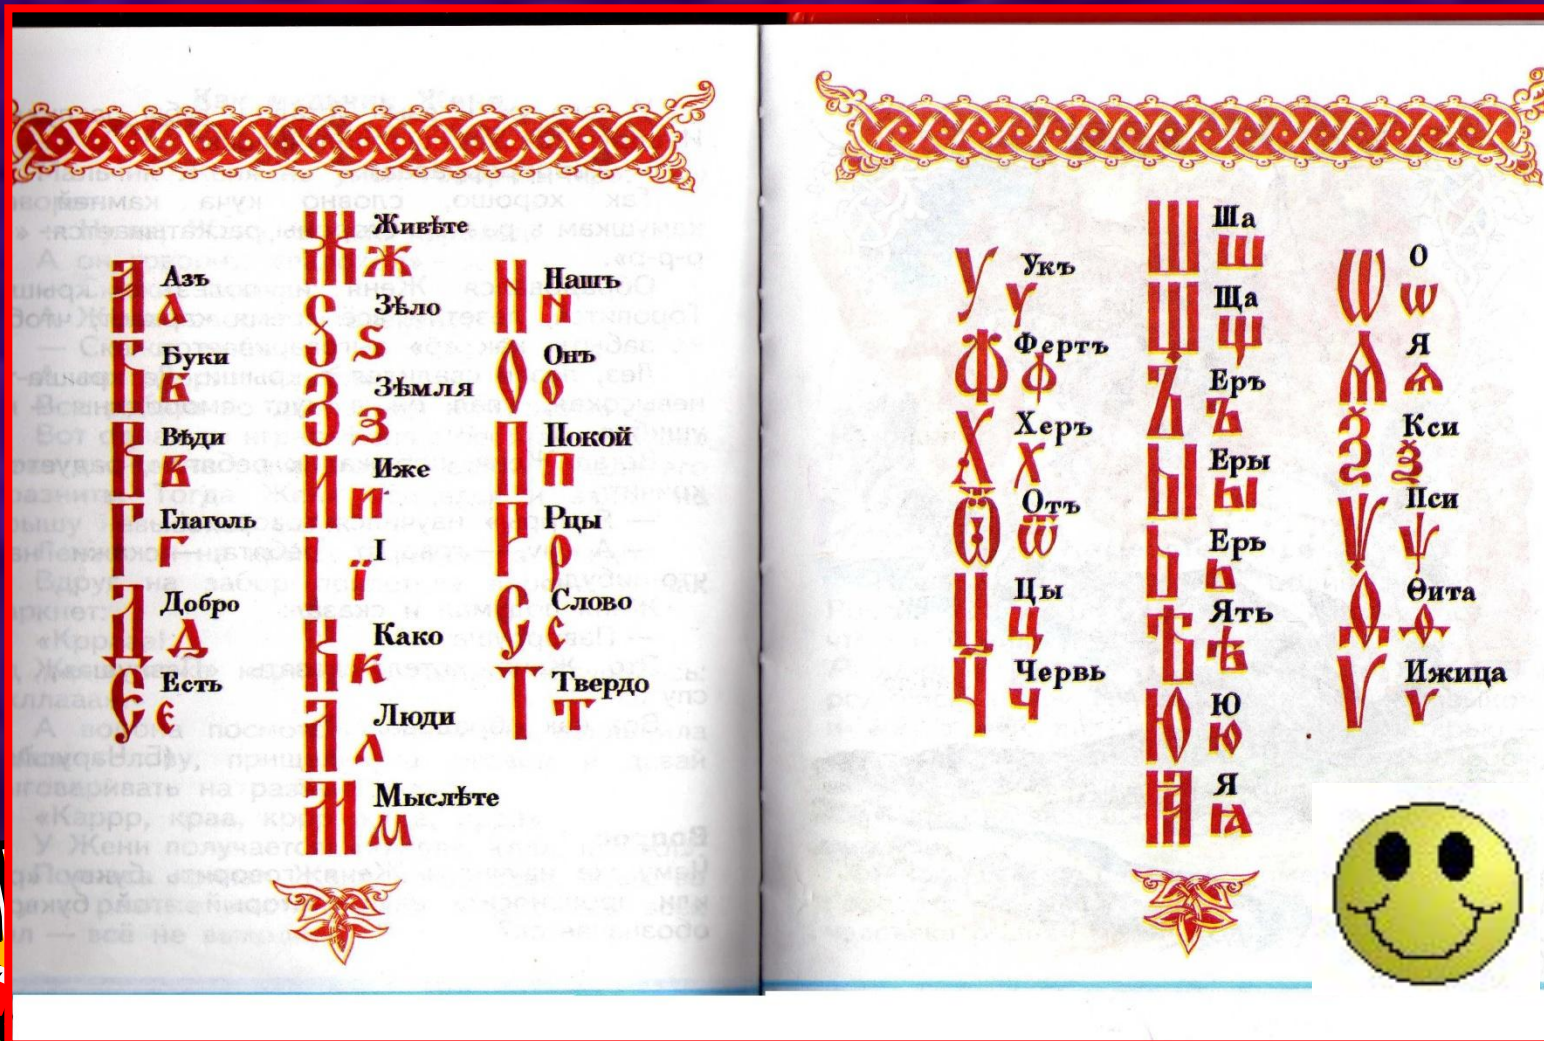 Азъ
А а
Буки
Б б
Вѣди
В в
Глаголь
Г г
Добро
Д д
Есть
Є є
Живѣте
Ж ж
Зѣло
Ѕ ѕ
Зѣмля
З з
Иже
И и
І
І ї
Како
К к
Люди
Л л
Мыслѣте
М м
Нашъ
Н н
Онъ
О о
Покой
П п
Рцы
Р р
Слово
С с
Твердо
Т т
Укъ
У у
Фертъ
Ф ф
Херъ
Х х
Отъ
Ѿ ѿ
Цы
Ц ц
Червь
Ч ч
Ша
Ш ш
Ща
Щ щ
Еръ
Ъ ъ
Еры
Ы ы
Ерь
Ь ь
Ять
Ѣ ѣ
Ю
Ю ю
Я
Ꙗ ꙗ
О
Ѡ ѡ
Я
Ѧ ѧ
Кси
Ѯ ѯ
Пси
Ѱ ѱ
Ѳита
Ѳ ѳ
Ижица
Ѵ ѵ